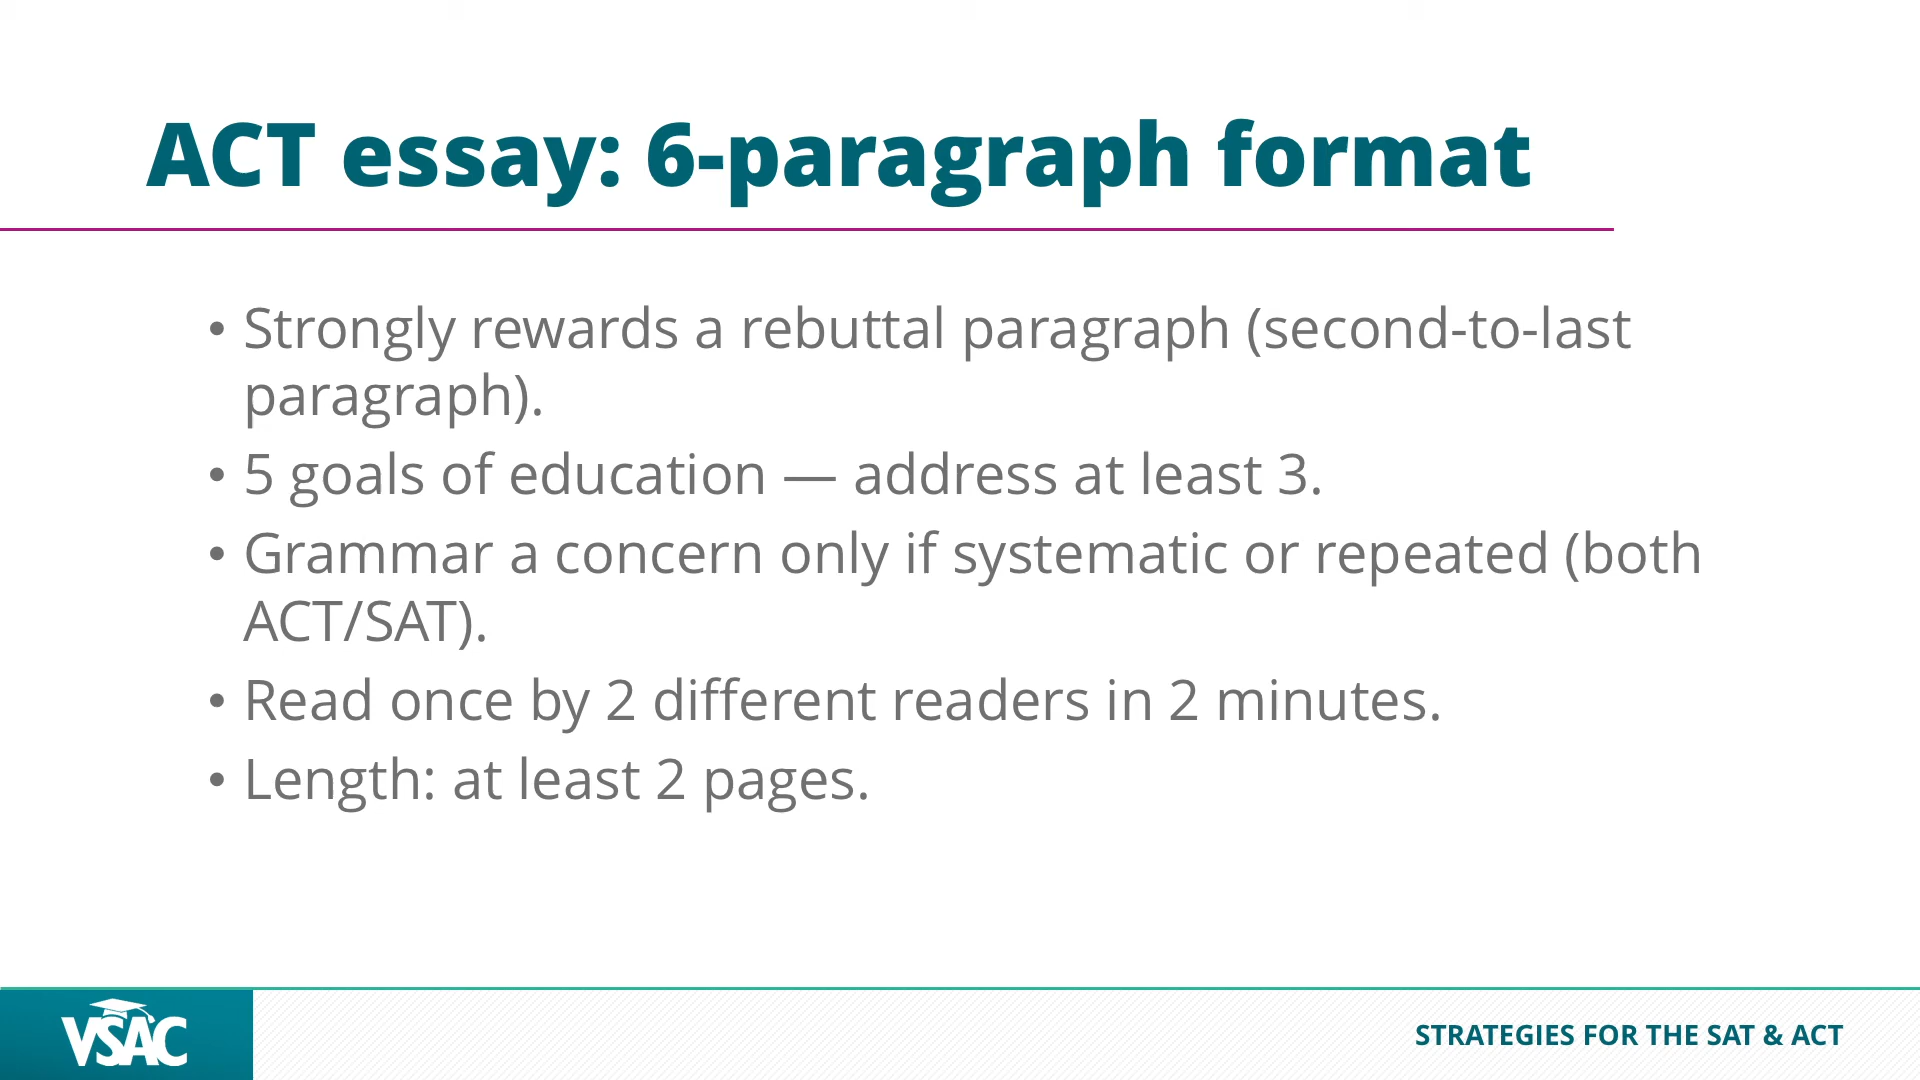 ACT essay: 6-paragraph format
• Strongly rewards a rebuttal paragraph (second-to-last
paragraph).
• 5 goals of education — address at least 3.
• Grammar a concern only if systematic or repeated (both
ACT/SAT).
• Read once by 2 different readers in 2 minutes.
• Length: at least 2 pages.
VSAC
STRATEGIES FOR THE SAT & ACT